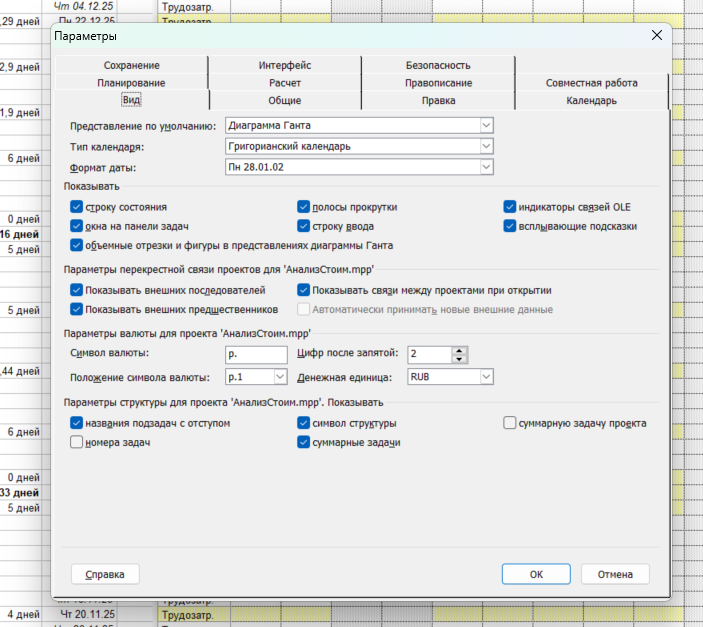 Чт 04.12.25 Трудозатр.
,29 дней Пн 22.12.25 Трудозатр.
Параметры
2,9 дней
Сохранение Интерфейс Безопасность
Планирование Расчет Правописание Совместная работа
Вид Общие Правка Календарь
1,9 дней
Представление по умолчанию: Диаграмма Ганта
Тип календаря: Григорианский календарь
6 дней
Формат даты: Пн 28.01.02
Показывать
строку состояния полосы прокрутки индикаторы связей OLE
0 дней
окна на панели задач строку ввода всплывающие подсказки
16 дней
объемные отрезки и фигуры в представлениях диаграммы Ганта
5 дней
Параметры перекрестной связи проектов для 'АнализСтоим.mpp'
Показывать внешних последователей Показывать связи между проектами при открытии
5 дней
Показывать внешних предшественников Автоматически принимать новые внешние данные
Параметры валюты для проекта 'АнализСтоим.mpp'
Символ валюты: р. Цифр после запятой: 2
,44 дней
Положение символа валюты: р.1 Денежная единица: RUB
Параметры структуры для проекта 'АнализСтоим.mpp'. Показывать
названия подзадач с отступом символ структуры суммарную задачу проекта
6 дней
номера задач суммарные задачи
0 дней
33 дней
5 дней
Справка ОК Отмена
4 дней Чт 20.11.25 Трудозатр.